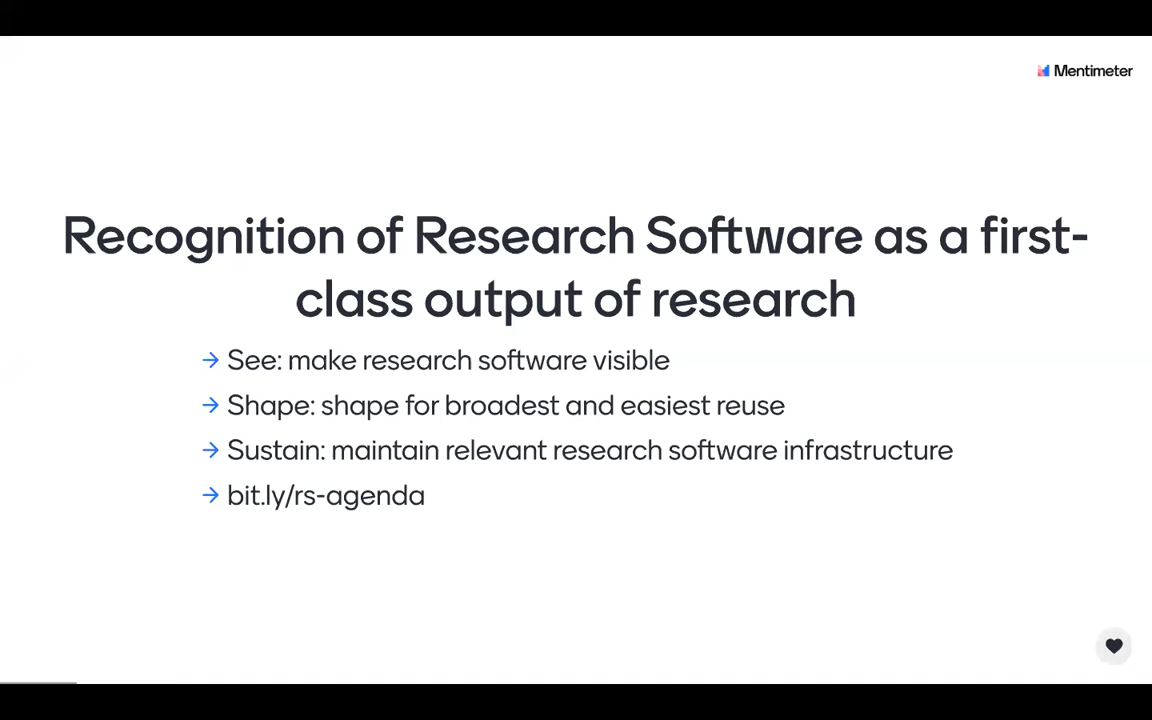 Mentimeter
Recognition of Research Software as a first-
class output of research
→ See: make research software visible
→ Shape: shape for broadest and easiest reuse
→ Sustain: maintain relevant research software infrastructure
→ bit.ly/rs-agenda